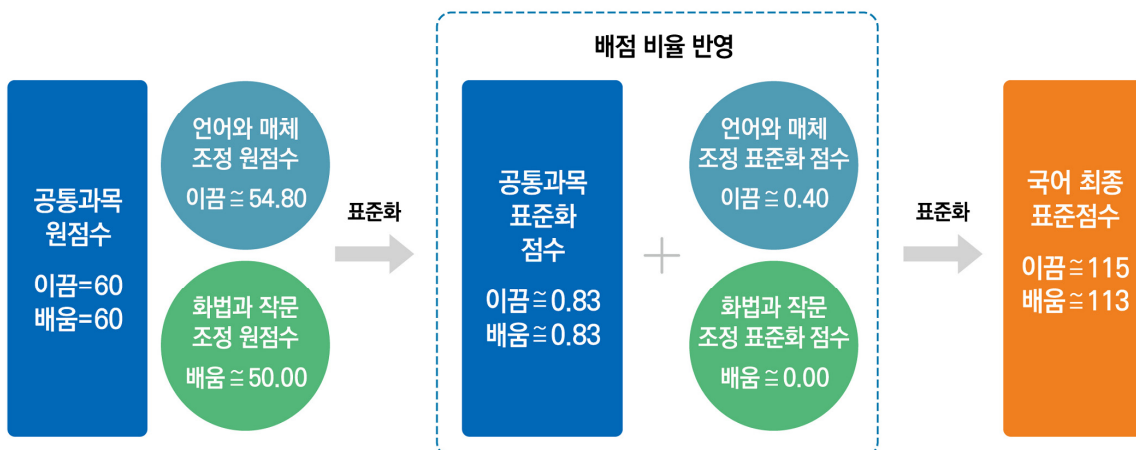 배점 비율 반영
공통과목
원점수
이끔=60
배움=60
언어와 매체
조정 원점수
이끔≅54.80
화법과 작문
조정 원점수
배움≅50.00
표준화
공통과목
표준화
점수
이끔≅0.83
배움≅0.83
언어와 매체
조정 표준화 점수
이끔≅0.40
화법과 작문
조정 표준화 점수
배움≅0.00
표준화
국어 최종
표준점수
이끔≅115
배움≅113